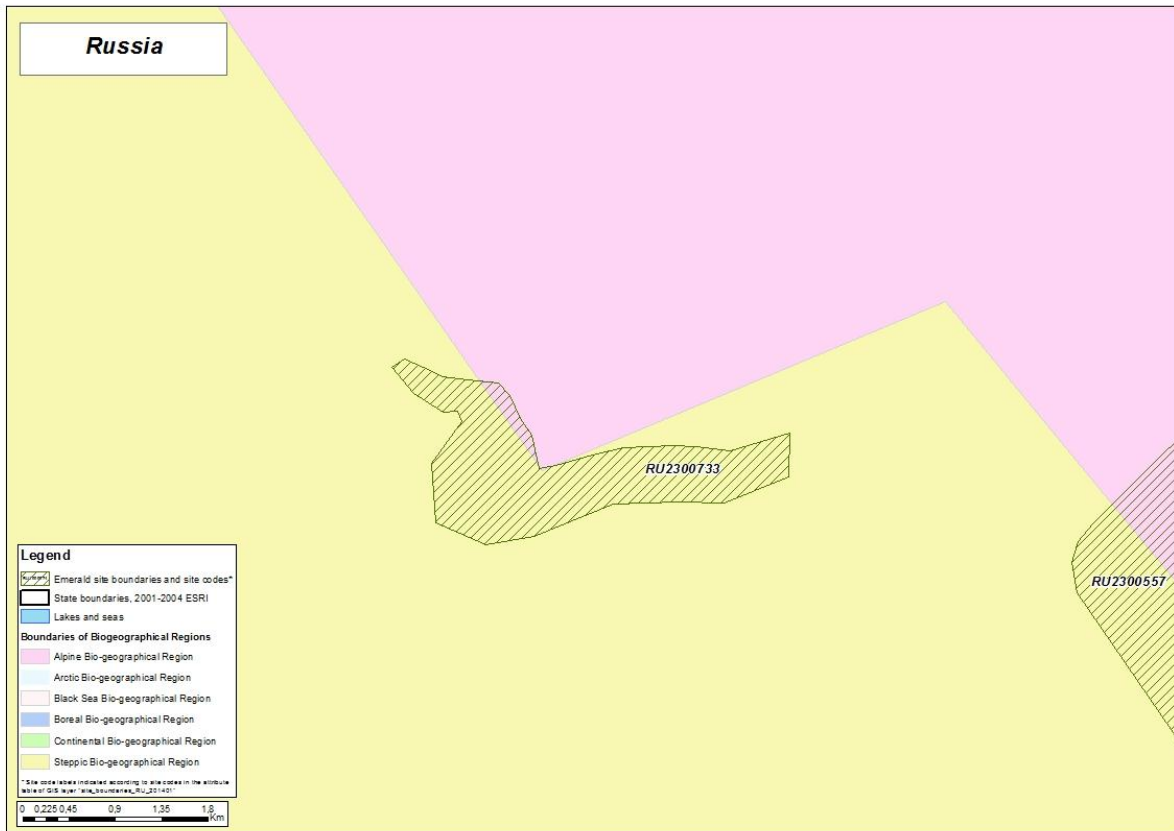 Russia
RU2300733
RU2300557
Legend
Emerald site boundaries and site codes*
State boundaries, 2001-2004 ESRI
Lakes and seas
Boundaries of Biogeographical Regions
Alpine Bio-geographical Region
Arctic Bio-geographical Region
Black Sea Bio-geographical Region
Boreal Bio-geographical Region
Continental Bio-geographical Region
Steppic Bio-geographical Region
* Site code labels indicated according to site codes in the attribute
table of GIS layer "site_boundaries_RU_201401"
0 0,225 0,45 0,9 1,35 1,8
Km